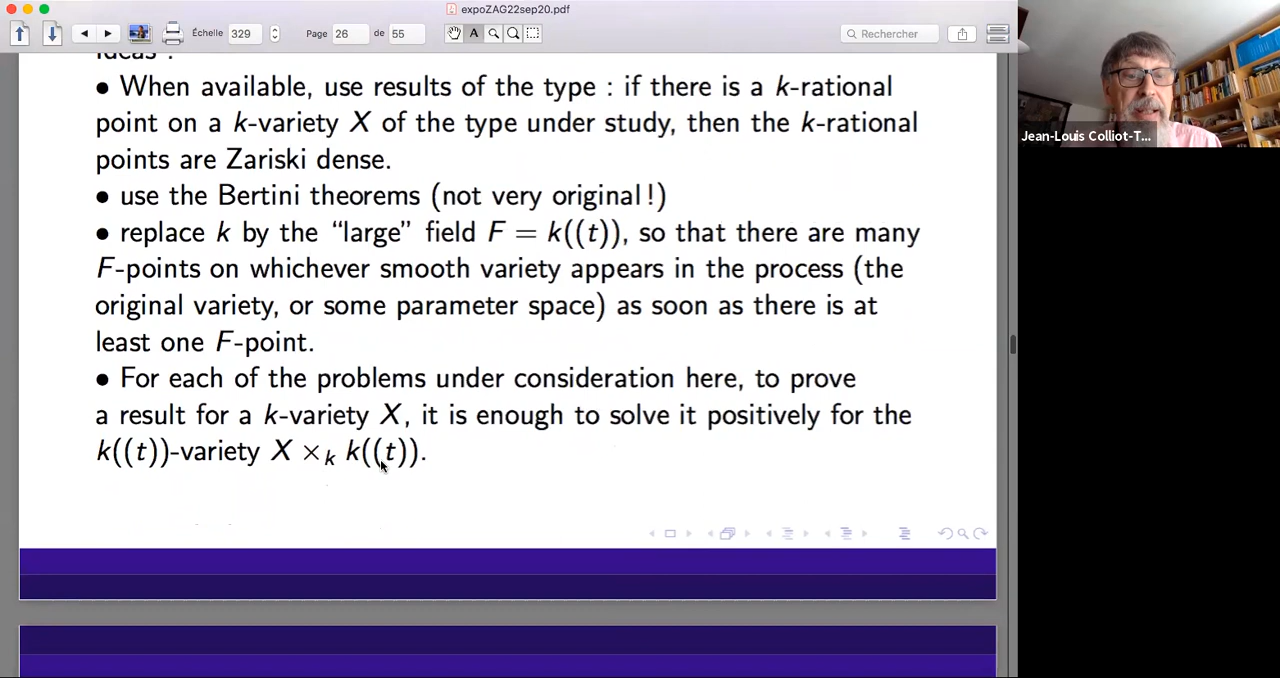 expoZAG22sep20.pdf
Échelle 329 Page 26 de 55 Rechercher
Ideas :
• When available, use results of the type : if there is a k-rational
point on a k-variety X of the type under study, then the k-rational
points are Zariski dense.
• use the Bertini theorems (not very original !)
• replace k by the “large” field F = k((t)), so that there are many
F-points on whichever smooth variety appears in the process (the
original variety, or some parameter space) as soon as there is at
least one F-point.
• For each of the problems under consideration here, to prove
a result for a k-variety X, it is enough to solve it positively for the
k((t))-variety X ×ₖ k((t)).
Jean-Louis Colliot-T...